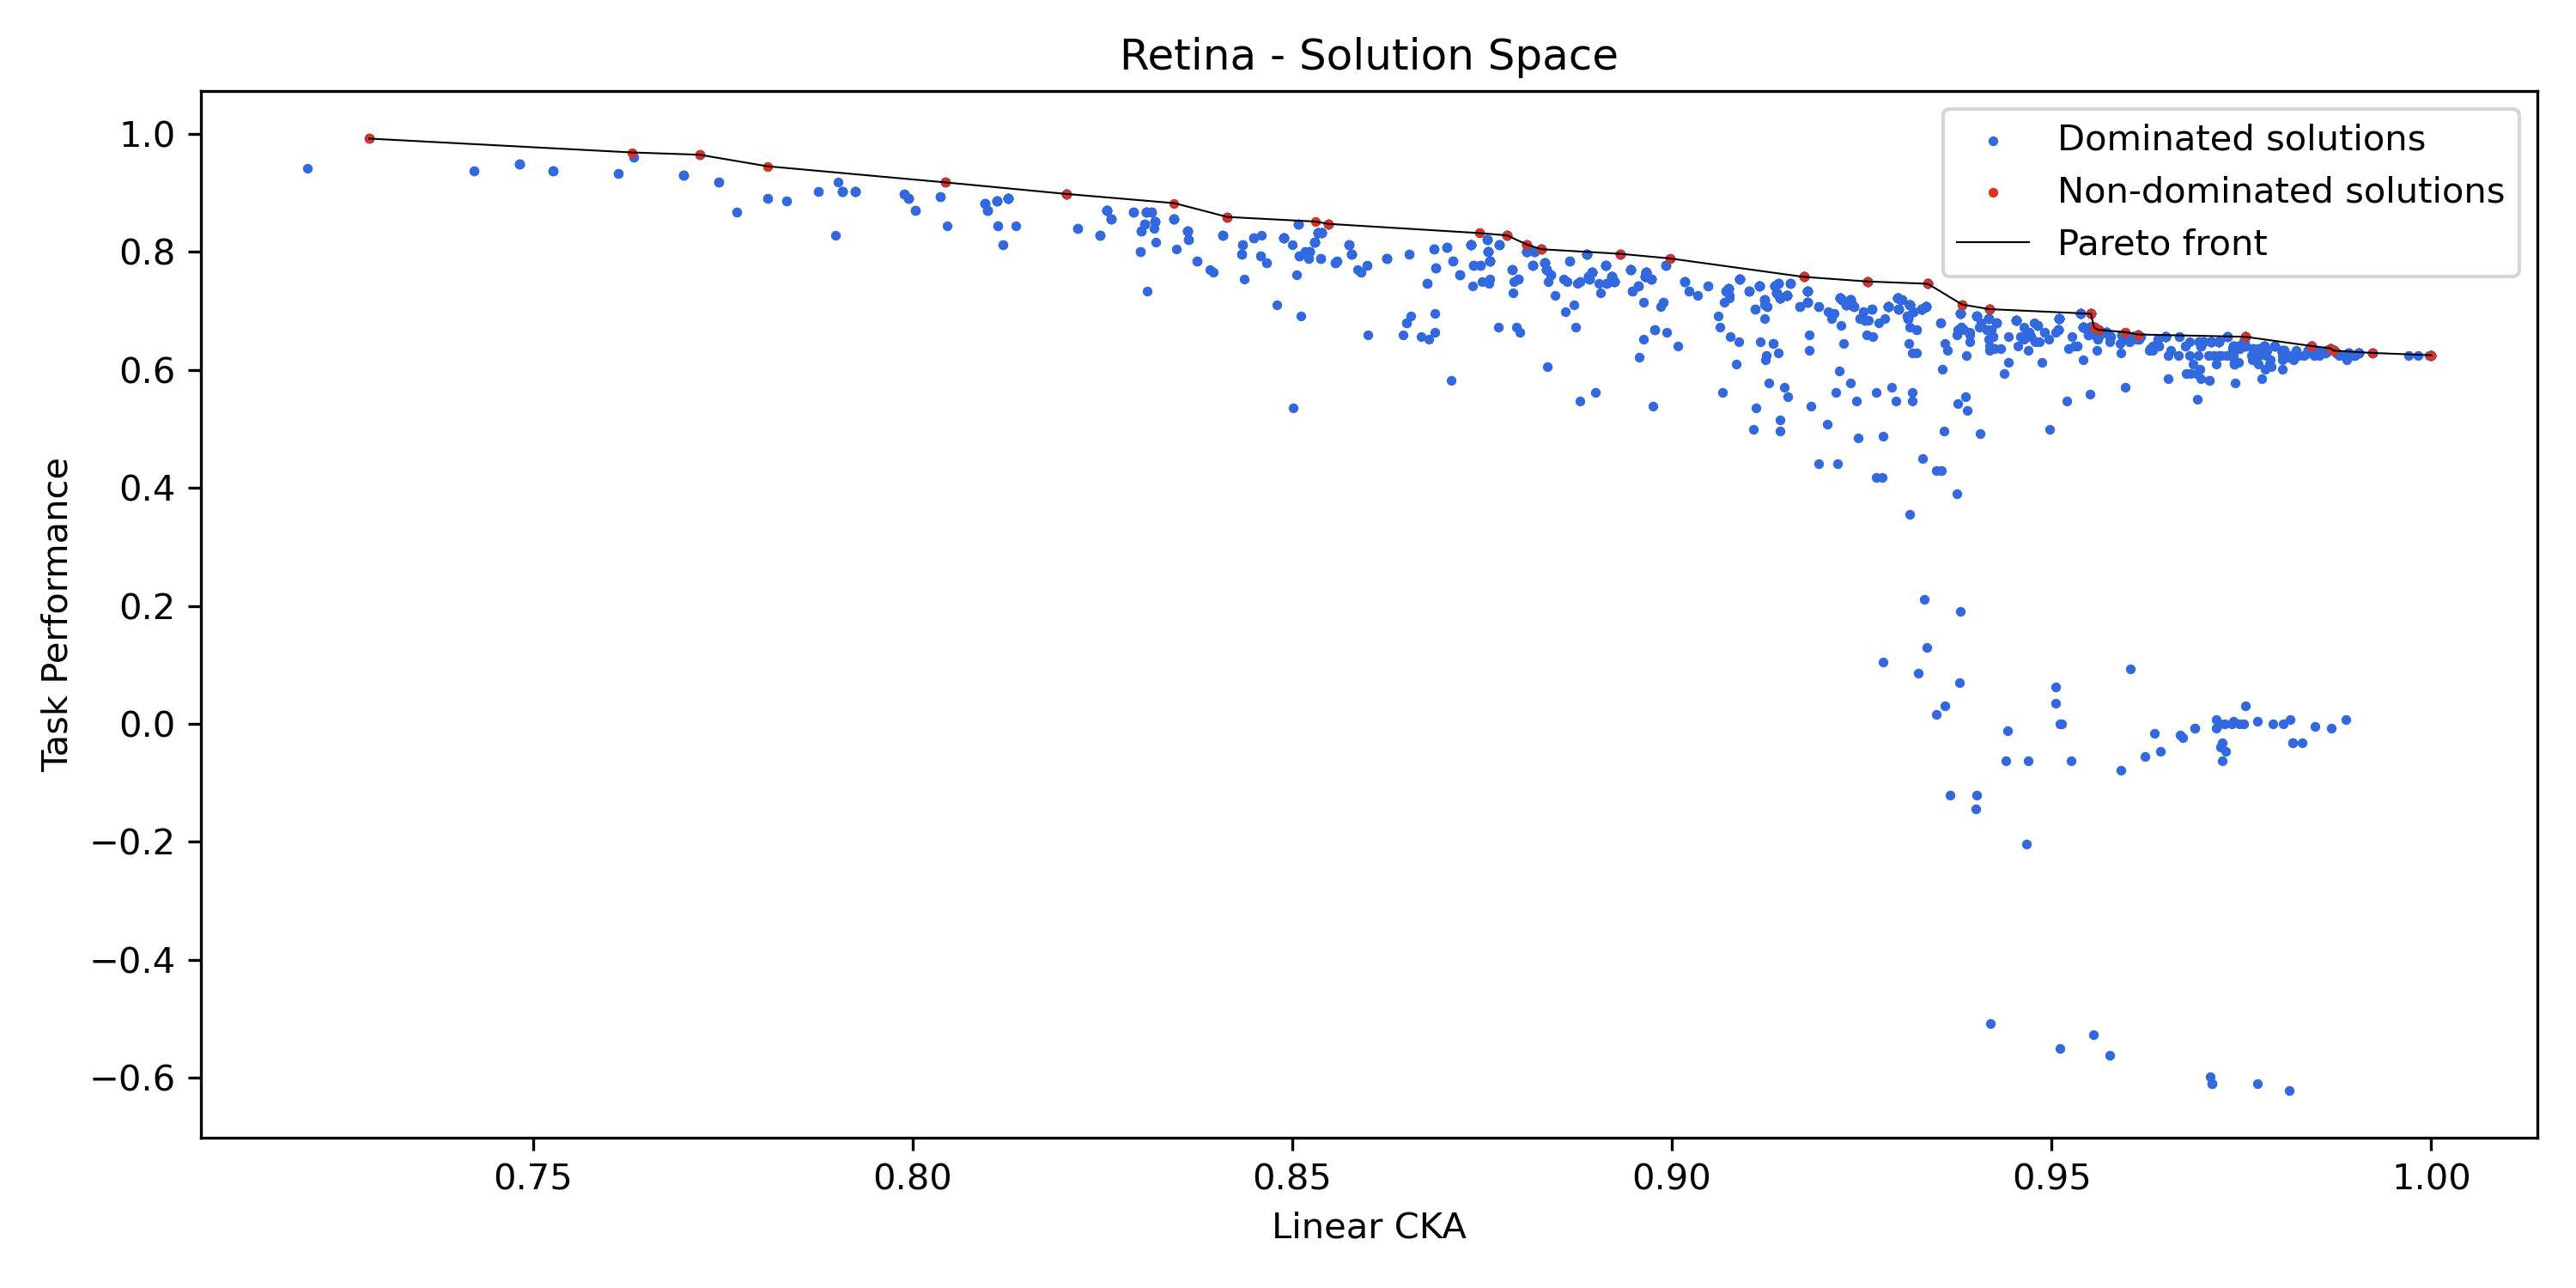 Retina - Solution Space
Dominated solutions
Non-dominated solutions
Pareto front
Task Performance
1.0
0.8
0.6
0.4
0.2
0.0
−0.2
−0.4
−0.6
0.75 0.80 0.85 0.90 0.95 1.00
Linear CKA